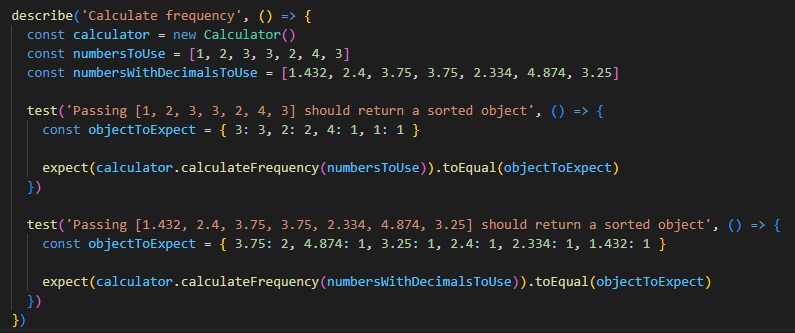 describe('Calculate frequency', () => {
  const calculator = new Calculator()
  const numbersToUse = [1, 2, 3, 3, 2, 4, 3]
  const numbersWithDecimalsToUse = [1.432, 2.4, 3.75, 3.75, 2.334, 4.874, 3.25]

  test('Passing [1, 2, 3, 3, 2, 4, 3] should return a sorted object', () => {
    const objectToExpect = { 3: 3, 2: 2, 4: 1, 1: 1 }

    expect(calculator.calculateFrequency(numbersToUse)).toEqual(objectToExpect)
  })

  test('Passing [1.432, 2.4, 3.75, 3.75, 2.334, 4.874, 3.25] should return a sorted object', () => {
    const objectToExpect = { 3.75: 2, 4.874: 1, 3.25: 1, 2.4: 1, 2.334: 1, 1.432: 1 }

    expect(calculator.calculateFrequency(numbersWithDecimalsToUse)).toEqual(objectToExpect)
  })
})